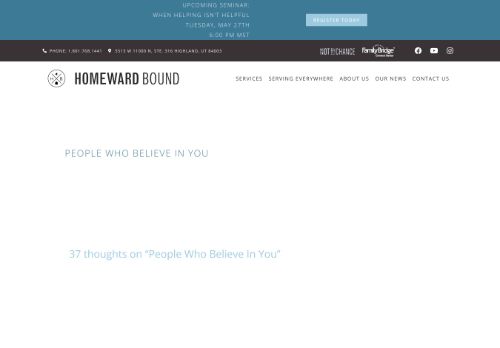 UPCOMING SEMINAR:
WHEN HELPING ISN'T HELPFUL
TUESDAY, MAY 27TH
6:00 PM MST
REGISTER TODAY
PHONE: 1.801.768.1441
5513 W 11000 N, STE. 316 HIGHLAND, UT 84003
NOT BY CHANCE
FamilyBridge
HOMEWARD BOUND
SERVICES SERVING EVERYWHERE ABOUT US OUR NEWS CONTACT US
PEOPLE WHO BELIEVE IN YOU
37 thoughts on “People Who Believe In You”